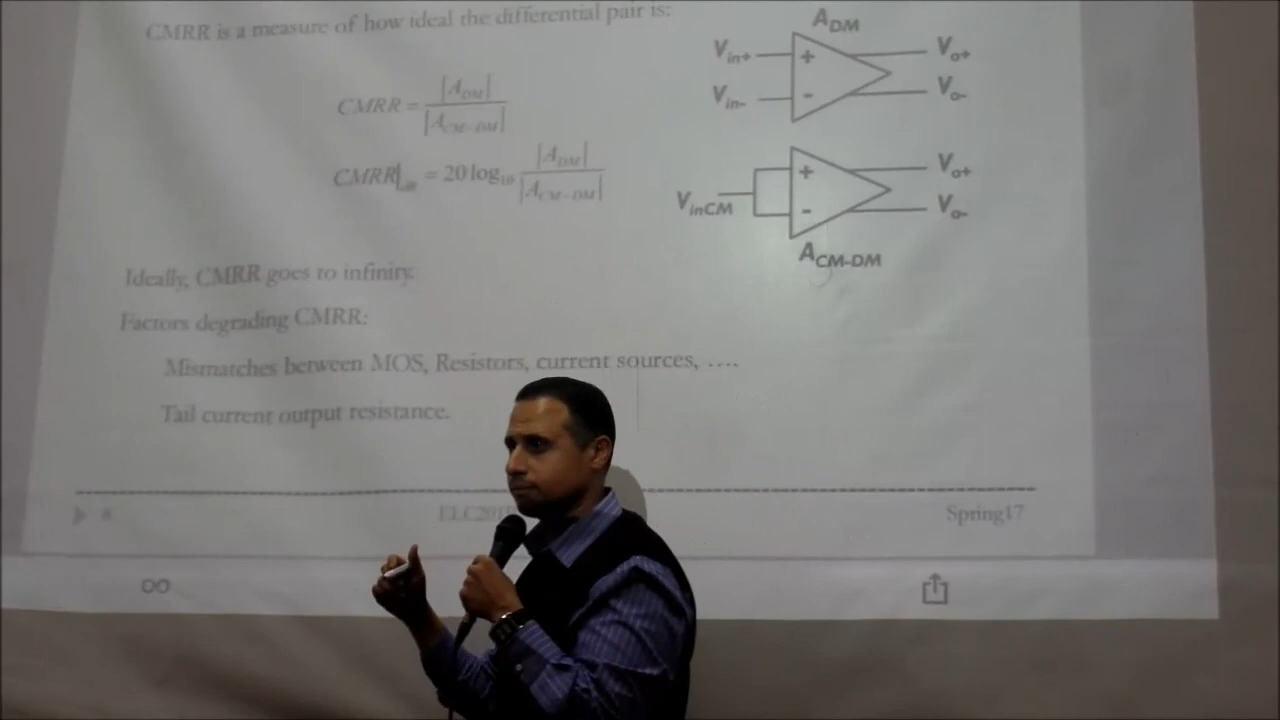 CMRR is a measure of how ideal the differential pair is:
CMRR = |A_DM| / |A_CM-DM|
CMRR|_dB = 20 log₁₀ |A_DM| / |A_CM-DM|
Ideally, CMRR goes to infinity.
Factors degrading CMRR:
Mismatches between MOS, Resistors, current sources, ….
Tail current output resistance.
A_DM
V_in+
V_in-
+
-
V_o+
V_o-
V_inCM
+
-
V_o+
V_o-
A_CM-DM
Spring17